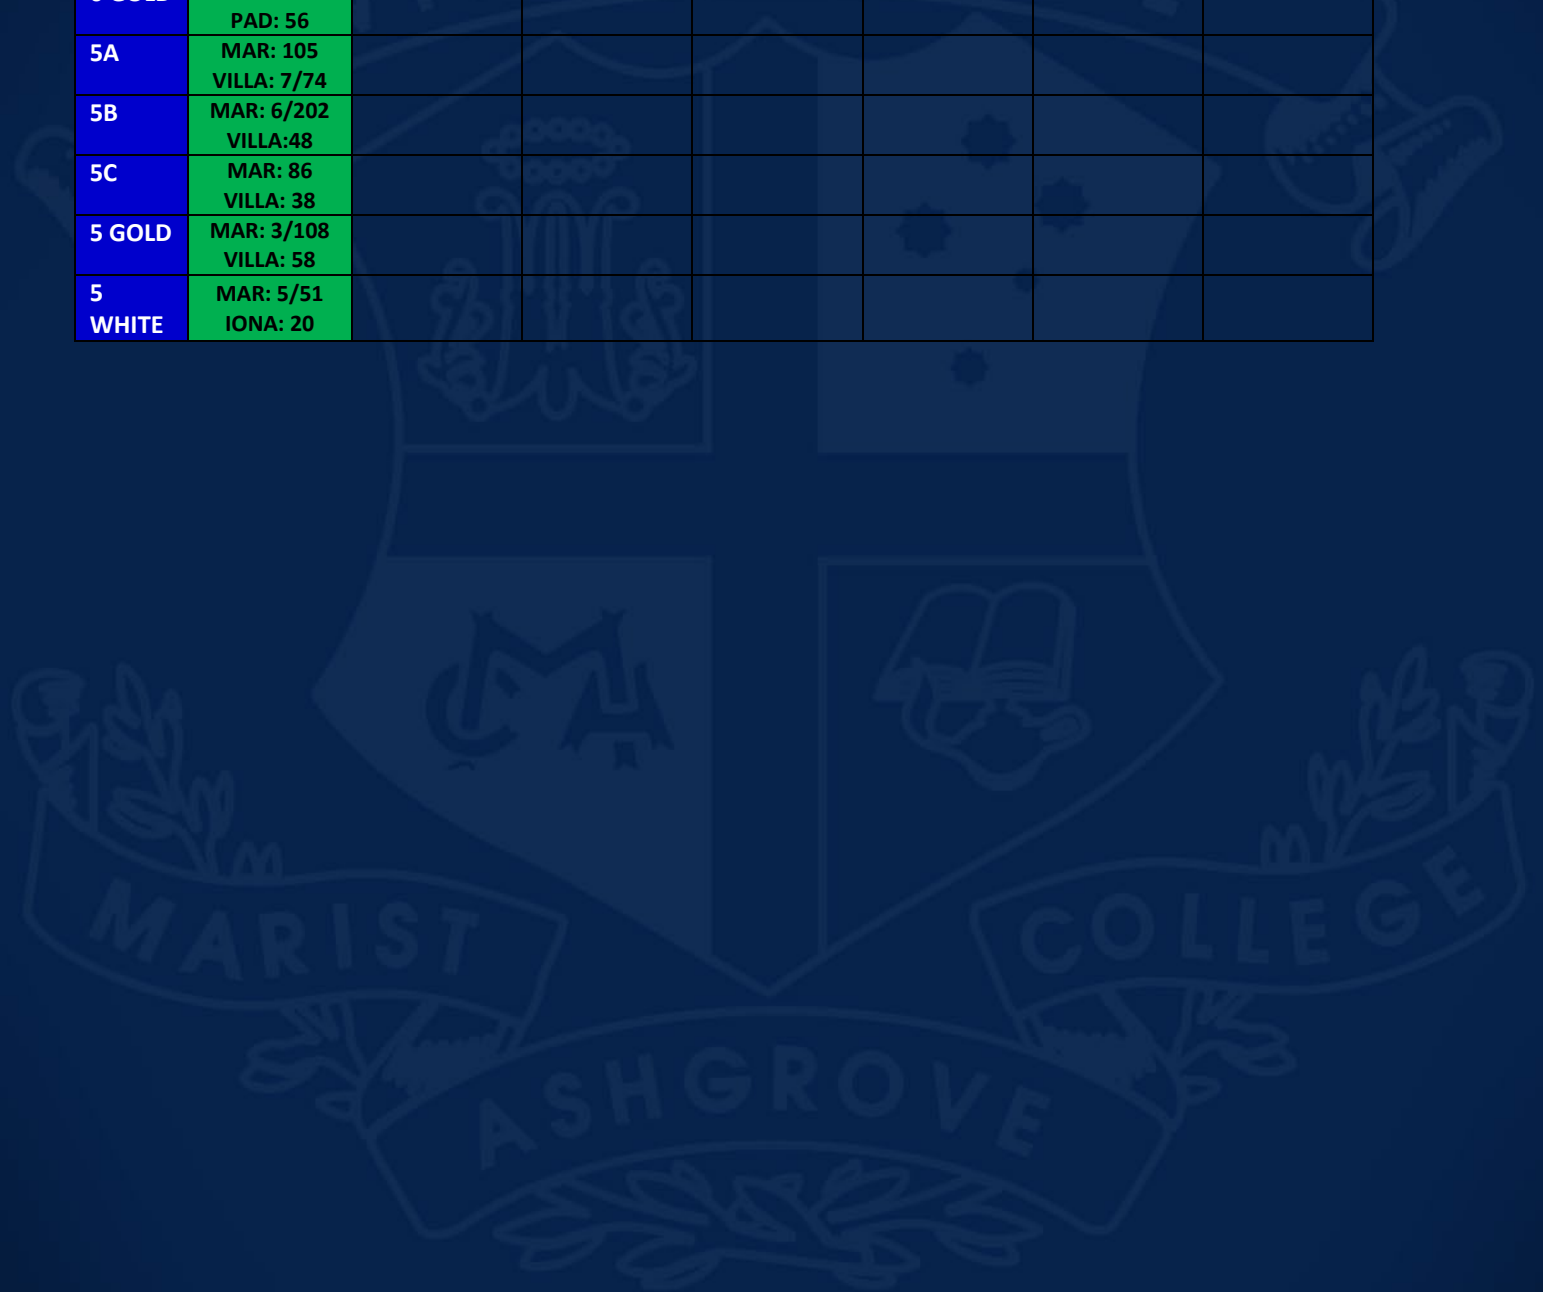 PAD: 56
5A
MAR: 105
VILLA: 7/74
5B
MAR: 6/202
VILLA:48
5C
MAR: 86
VILLA: 38
5 GOLD
MAR: 3/108
VILLA: 58
5
WHITE
MAR: 5/51
IONA: 20
MARIST
COLLEGE
ASHGROVE